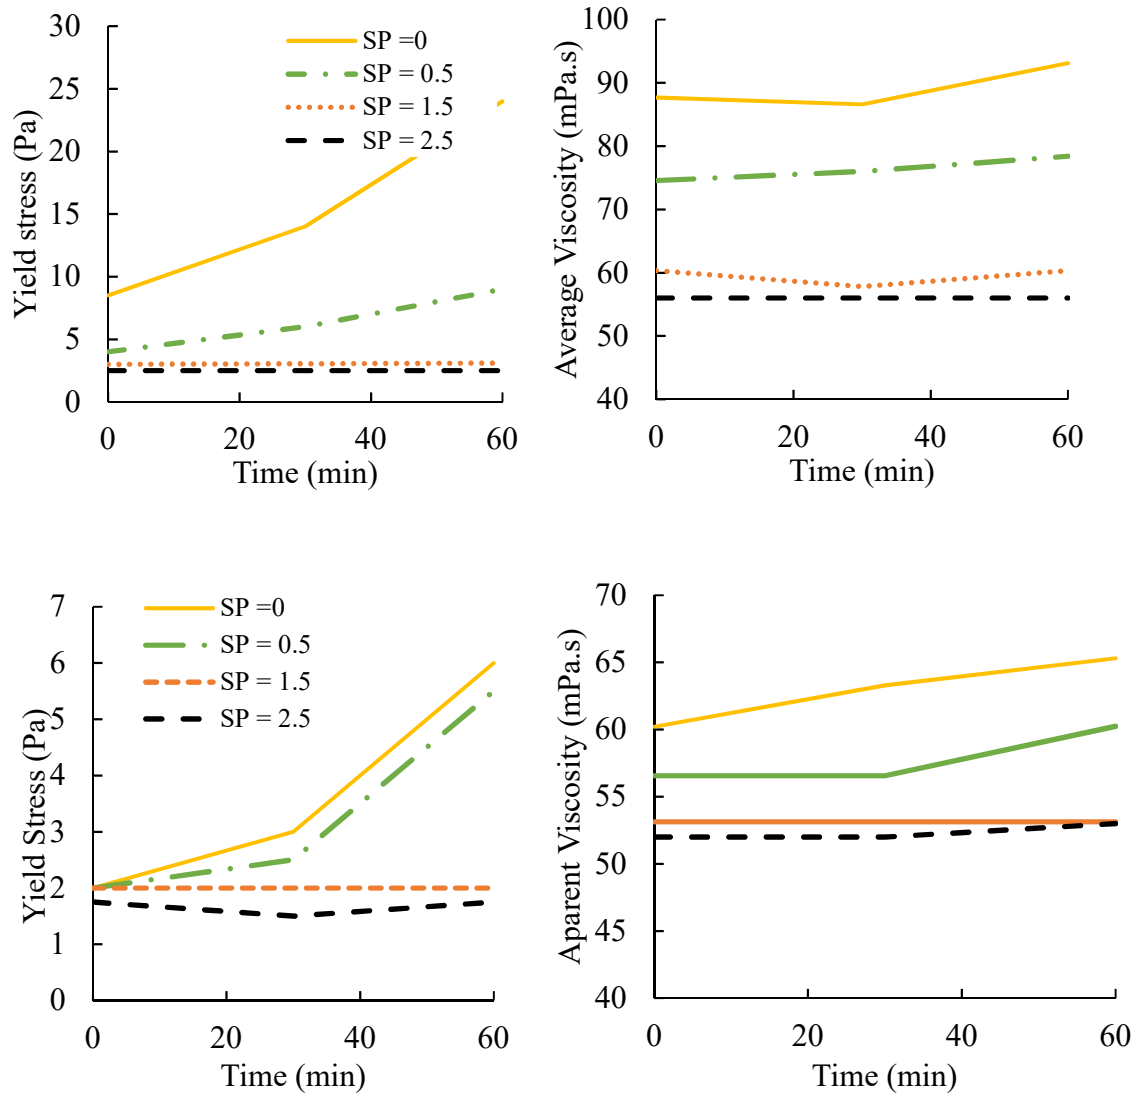 30
25
20
15
10
5
0
0 20 40 60
Time (min)
Yield stress (Pa)
SP =0
SP = 0.5
SP = 1.5
SP = 2.5
100
90
80
70
60
50
40
0 20 40 60
Time (min)
Average Viscosity (mPa.s)
7
6
5
4
3
2
1
0
0 20 40 60
Time (min)
Yield Stress (Pa)
SP =0
SP = 0.5
SP = 1.5
SP = 2.5
70
65
60
55
50
45
40
0 20 40 60
Time (min)
Aparent Viscosity (mPa.s)